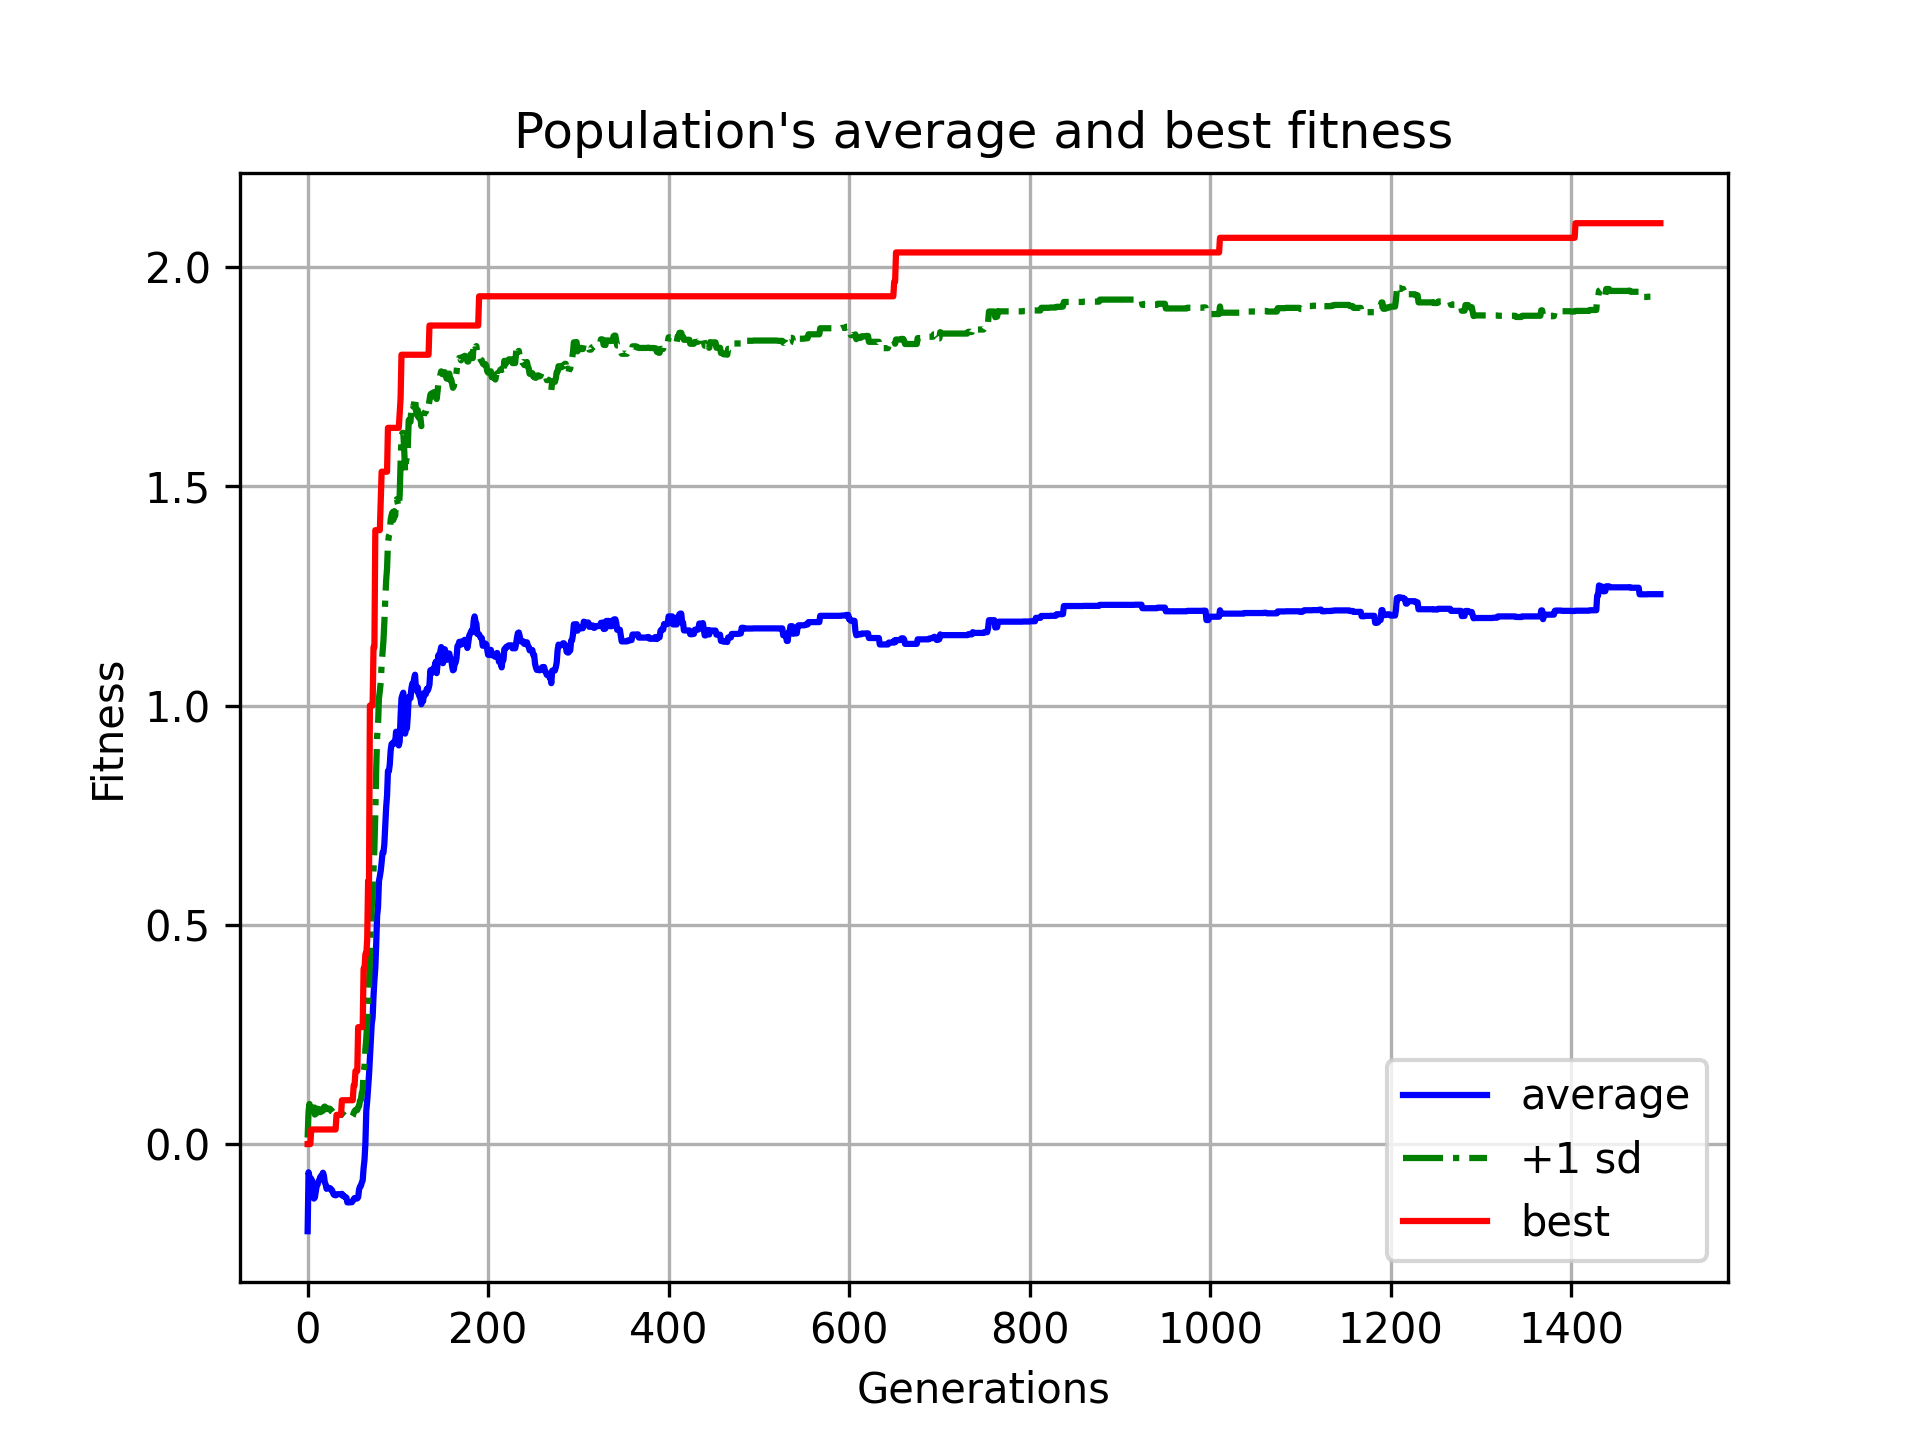 Population's average and best fitness
Fitness
2.0
1.5
1.0
0.5
0.0
0 200 400 600 800 1000 1200 1400
Generations
average
+1 sd
best